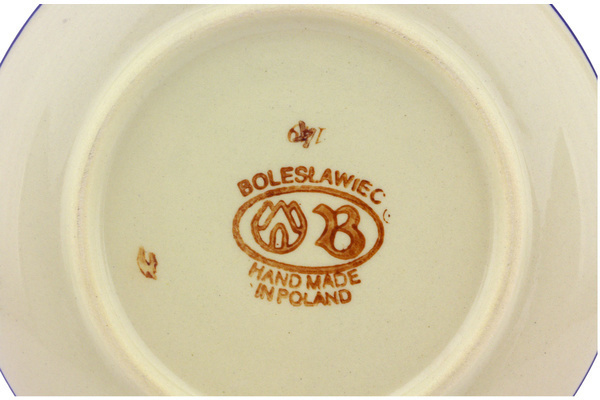 BOLESŁAWIEC
B
HAND MADE
IN POLAND